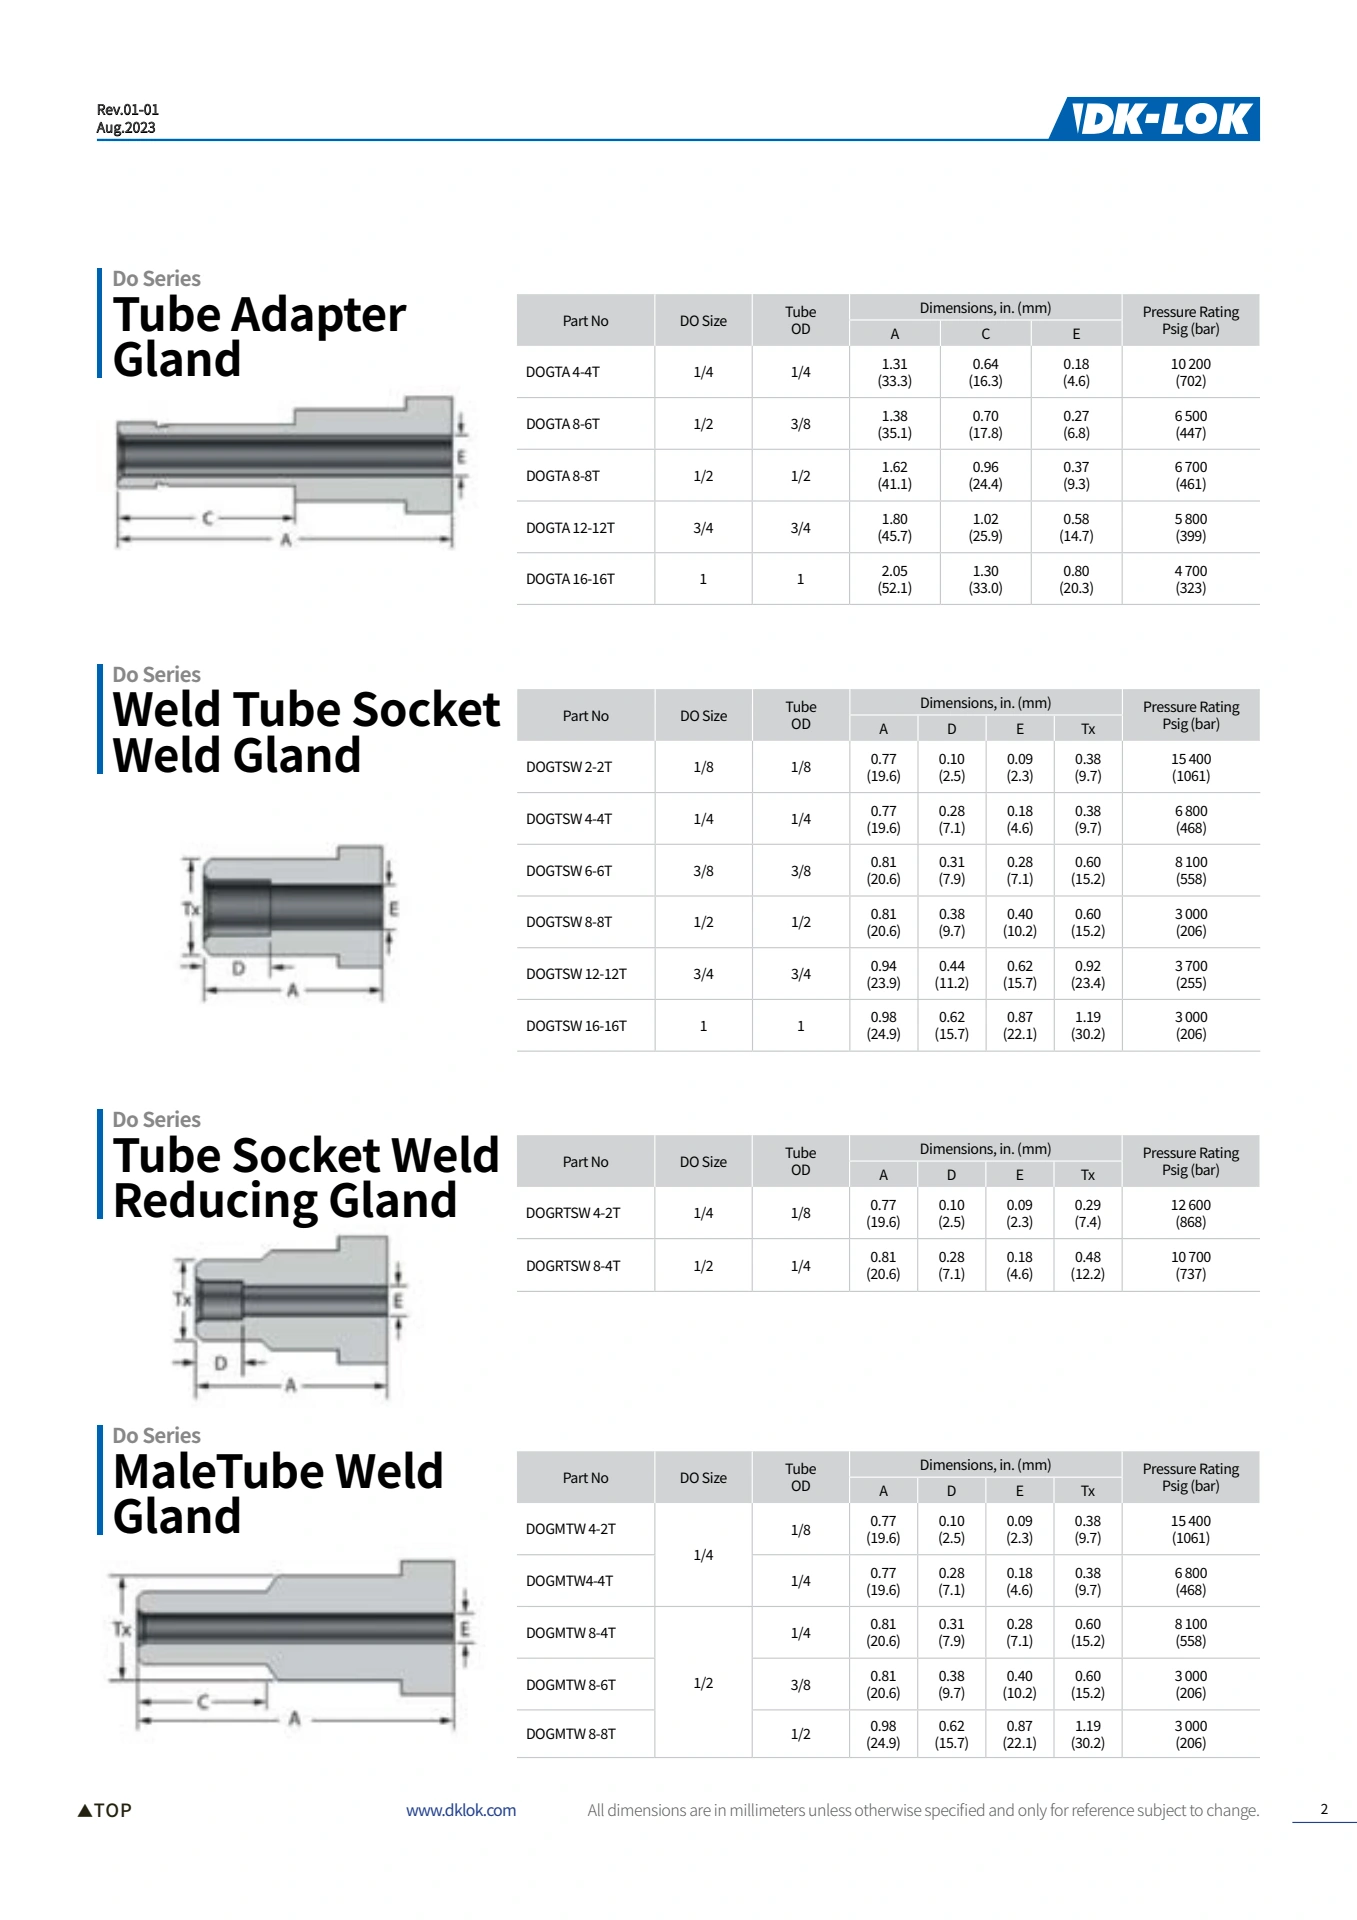 Rev.01-01
Aug.2023
DK-LOK
Do Series
Tube Adapter
Gland
E
C
A
Part No DO Size Tube OD Dimensions, in. (mm) Pressure Rating Psig (bar)
A C E
DOGTA 4-4T 1/4 1/4 1.31 (33.3) 0.64 (16.3) 0.18 (4.6) 10 200 (702)
DOGTA 8-6T 1/2 3/8 1.38 (35.1) 0.70 (17.8) 0.27 (6.8) 6 500 (447)
DOGTA 8-8T 1/2 1/2 1.62 (41.1) 0.96 (24.4) 0.37 (9.3) 6 700 (461)
DOGTA 12-12T 3/4 3/4 1.80 (45.7) 1.02 (25.9) 0.58 (14.7) 5 800 (399)
DOGTA 16-16T 1 1 2.05 (52.1) 1.30 (33.0) 0.80 (20.3) 4 700 (323)
Do Series
Weld Tube Socket
Weld Gland
Tx
E
D
A
Part No DO Size Tube OD Dimensions, in. (mm) Pressure Rating Psig (bar)
A D E Tx
DOGTSW 2-2T 1/8 1/8 0.77 (19.6) 0.10 (2.5) 0.09 (2.3) 0.38 (9.7) 15 400 (1061)
DOGTSW 4-4T 1/4 1/4 0.77 (19.6) 0.28 (7.1) 0.18 (4.6) 0.38 (9.7) 6 800 (468)
DOGTSW 6-6T 3/8 3/8 0.81 (20.6) 0.31 (7.9) 0.28 (7.1) 0.60 (15.2) 8 100 (558)
DOGTSW 8-8T 1/2 1/2 0.81 (20.6) 0.38 (9.7) 0.40 (10.2) 0.60 (15.2) 3 000 (206)
DOGTSW 12-12T 3/4 3/4 0.94 (23.9) 0.44 (11.2) 0.62 (15.7) 0.92 (23.4) 3 700 (255)
DOGTSW 16-16T 1 1 0.98 (24.9) 0.62 (15.7) 0.87 (22.1) 1.19 (30.2) 3 000 (206)
Do Series
Tube Socket Weld
Reducing Gland
Tx
E
D
A
Part No DO Size Tube OD Dimensions, in. (mm) Pressure Rating Psig (bar)
A D E Tx
DOGRTSW 4-2T 1/4 1/8 0.77 (19.6) 0.10 (2.5) 0.09 (2.3) 0.29 (7.4) 12 600 (868)
DOGRTSW 8-4T 1/2 1/4 0.81 (20.6) 0.28 (7.1) 0.18 (4.6) 0.48 (12.2) 10 700 (737)
Do Series
MaleTube Weld
Gland
Tx
E
C
A
Part No DO Size Tube OD Dimensions, in. (mm) Pressure Rating Psig (bar)
A D E Tx
DOGMTW 4-2T 1/4 1/8 0.77 (19.6) 0.10 (2.5) 0.09 (2.3) 0.38 (9.7) 15 400 (1061)
DOGMTW4-4T 1/4 0.77 (19.6) 0.28 (7.1) 0.18 (4.6) 0.38 (9.7) 6 800 (468)
DOGMTW 8-4T 1/2 1/4 0.81 (20.6) 0.31 (7.9) 0.28 (7.1) 0.60 (15.2) 8 100 (558)
DOGMTW 8-6T 3/8 0.81 (20.6) 0.38 (9.7) 0.40 (10.2) 0.60 (15.2) 3 000 (206)
DOGMTW 8-8T 1/2 0.98 (24.9) 0.62 (15.7) 0.87 (22.1) 1.19 (30.2) 3 000 (206)
▲TOP www.dklok.com All dimensions are in millimeters unless otherwise specified and only for reference subject to change. 2